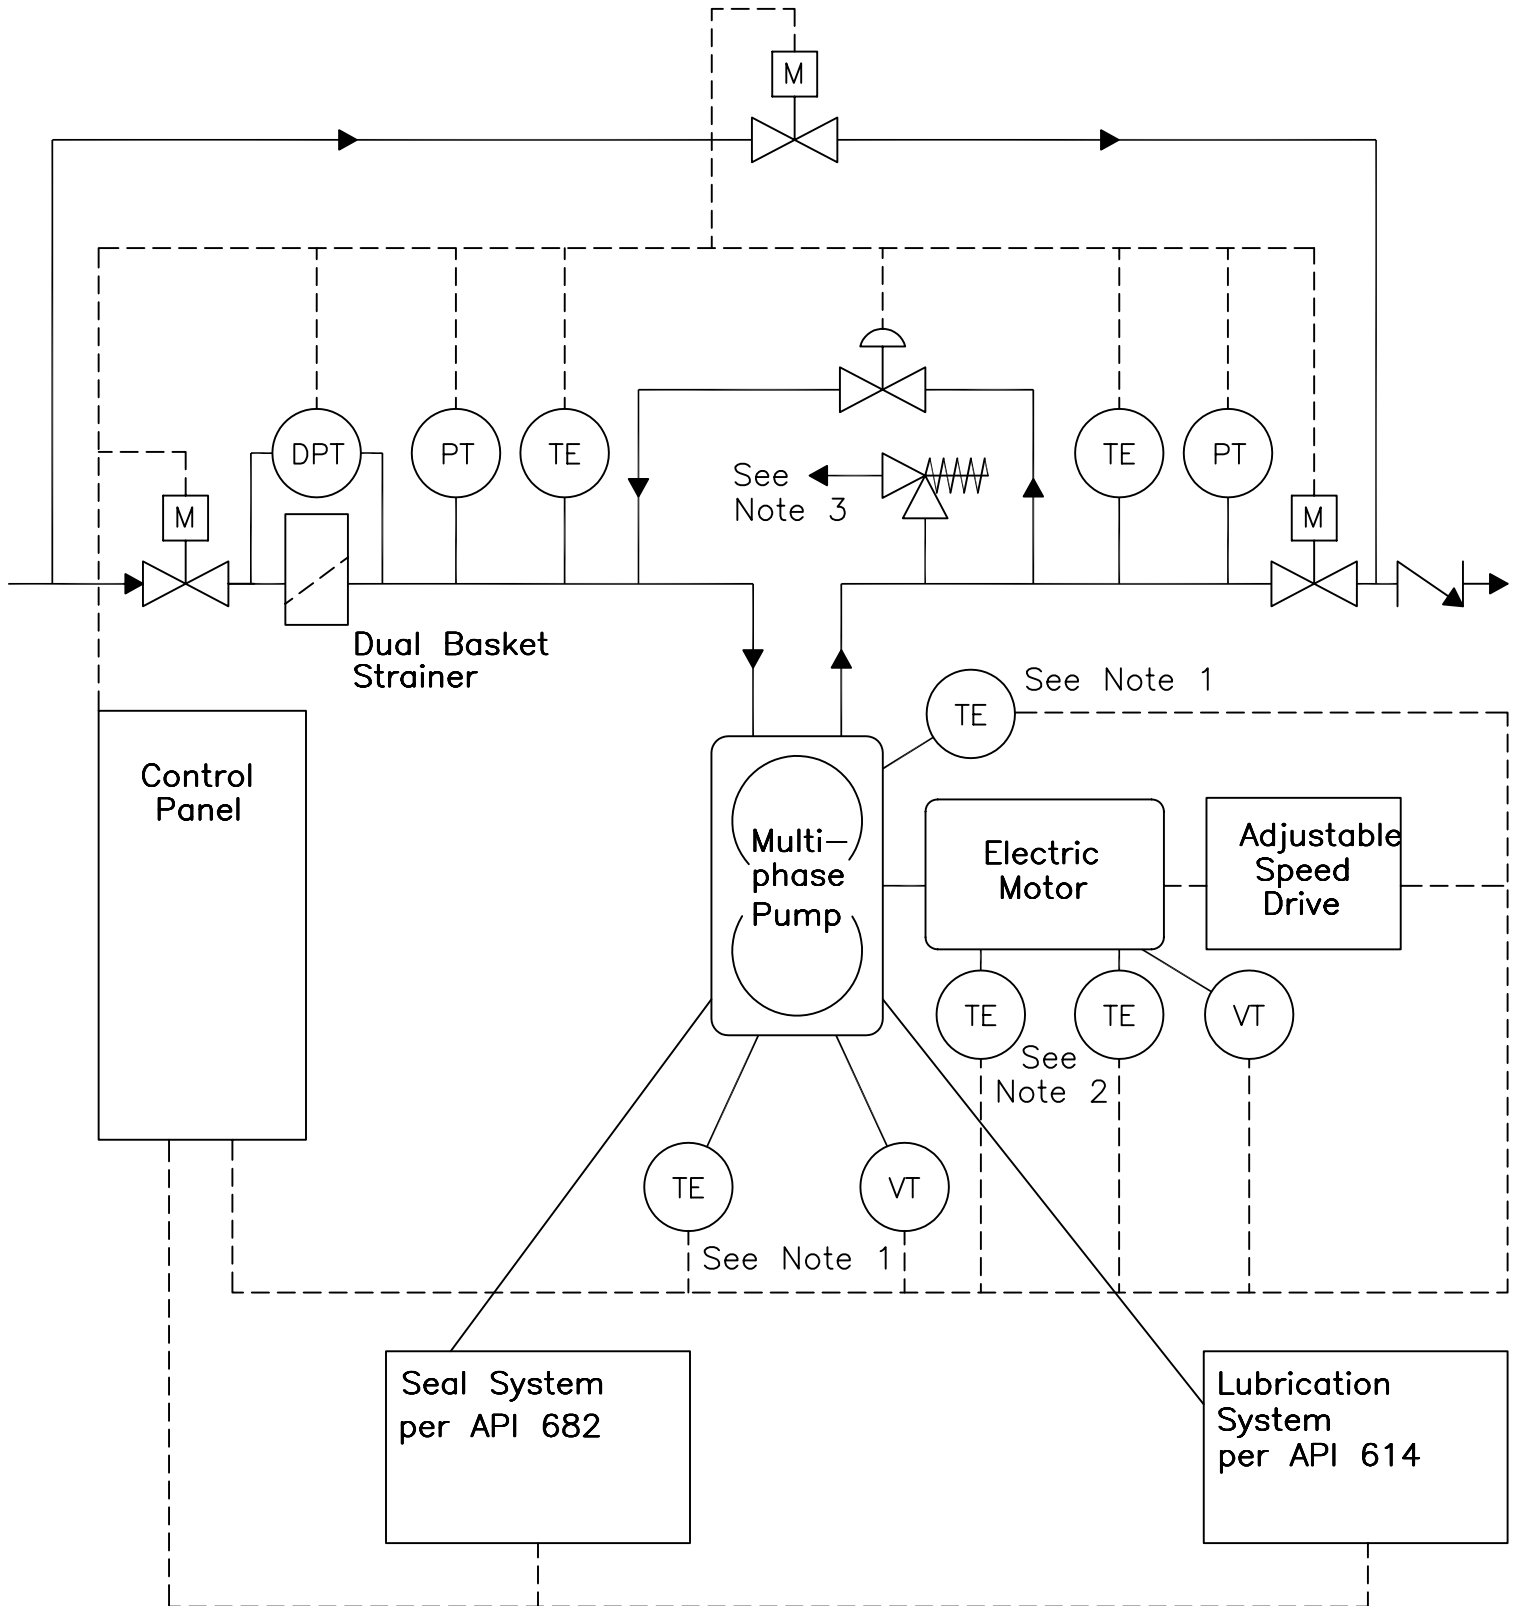 M
DPT
PT
TE
See
Note 3
TE
PT
M
M
Dual Basket
Strainer
TE
See Note 1
Control
Panel
Multi-
phase
Pump
Electric
Motor
Adjustable
Speed
Drive
TE
TE
VT
See
Note 2
TE
VT
See Note 1
Seal System
per API 682
Lubrication
System
per API 614